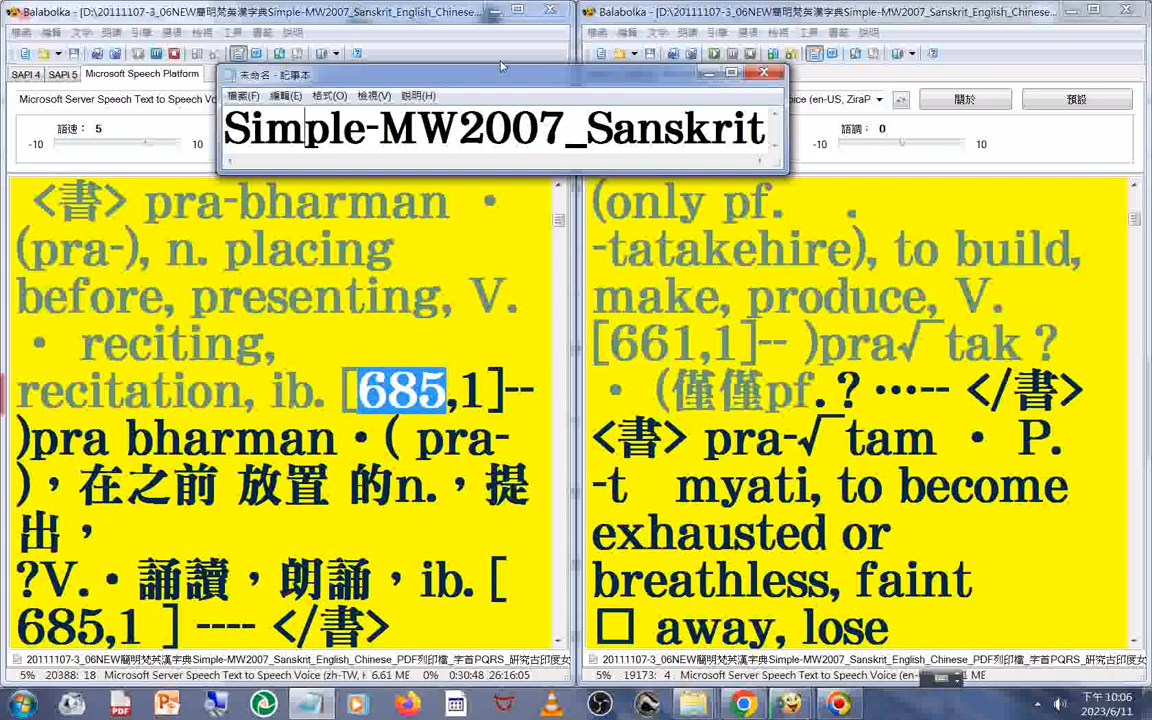 Balabolka - [D:\20111107-3_06NEW簡明梵英漢字典Simple-MW2007_Sanskrit_English_Chinese_...
Balabolka - [D:\20111107-3_06NEW簡明梵英漢字典Simple-MW2007_Sanskrit_English_Chinese_...
SAPI 4 SAPI 5 Microsoft Speech Platform
未命名 - 記事本
檔案(F) 編輯(E) 格式(O) 檢視(V) 說明(H)
Simple-MW2007_Sanskrit
Microsoft Server Speech Text to Speech Vo
ice (en-US, ZiraP
關於
預設
語速： 5
-10 10
語調： 0
-10 10
<書> pra-bharman •
(pra-), n. placing
before, presenting, V.
• reciting,
recitation, ib. [685,1]--
)pra bharman •( pra-
)，在之前 放置 的n.，提
出，
?V.•誦讀，朗誦，ib. [
685,1 ] ---- </書>
(only pf. .
-tatakehire), to build,
make, produce, V.
[661,1]-- )pra√ tak ?
• (僅僅pf.？…-- </書>
<書> pra-√ tam • P.
-t myati, to become
exhausted or
breathless, faint
□ away, lose
20111107-3_06NEW簡明梵英漢字典Simple-MW2007_Sanskrit_English_Chinese_PDF列印檔_字首PQRS_研究古印度女
20111107-3_06NEW簡明梵英漢字典Simple-MW2007_Sanskrit_English_Chinese_PDF列印檔_字首PQRS_研究古印度女
5% 20388: 18 Microsoft Server Speech Text to Speech Voice (zh-TW, 6.61 MB 0% 0:30:48 26:16:05
5% 19173: 4 Microsoft Server Speech Text to Speech Voice (en- ME
下午 10:06
2023/6/11